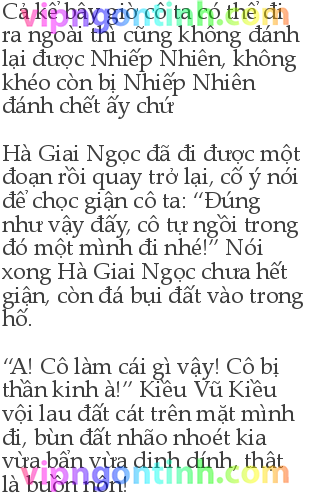 Cả kể bây giờ cô ta có thể đi
ra ngoài thì cũng không đánh
lại được Nhiếp Nhiên, không
khéo còn bị Nhiếp Nhiên
đánh chết ấy chứ
Hà Giai Ngọc đã đi được một
đoạn rồi quay trở lại, cố ý nói
để chọc giận cô ta: “Đúng
như vậy đấy, cô tự ngồi trong
đó một mình đi nhé!” Nói
xong Hà Giai Ngọc chưa hết
giận, còn đá bụi đất vào trong
hố.
“A! Cô làm cái gì vậy! Cô bị
thần kinh à!” Kiều Vũ Kiều
vội lau đất cát trên mặt mình
đi, bùn đất nhão nhoét kia
vừa bẩn vừa dinh dính, thật
là buồn nôn!
vipngontinh.com
vipngontinh.com